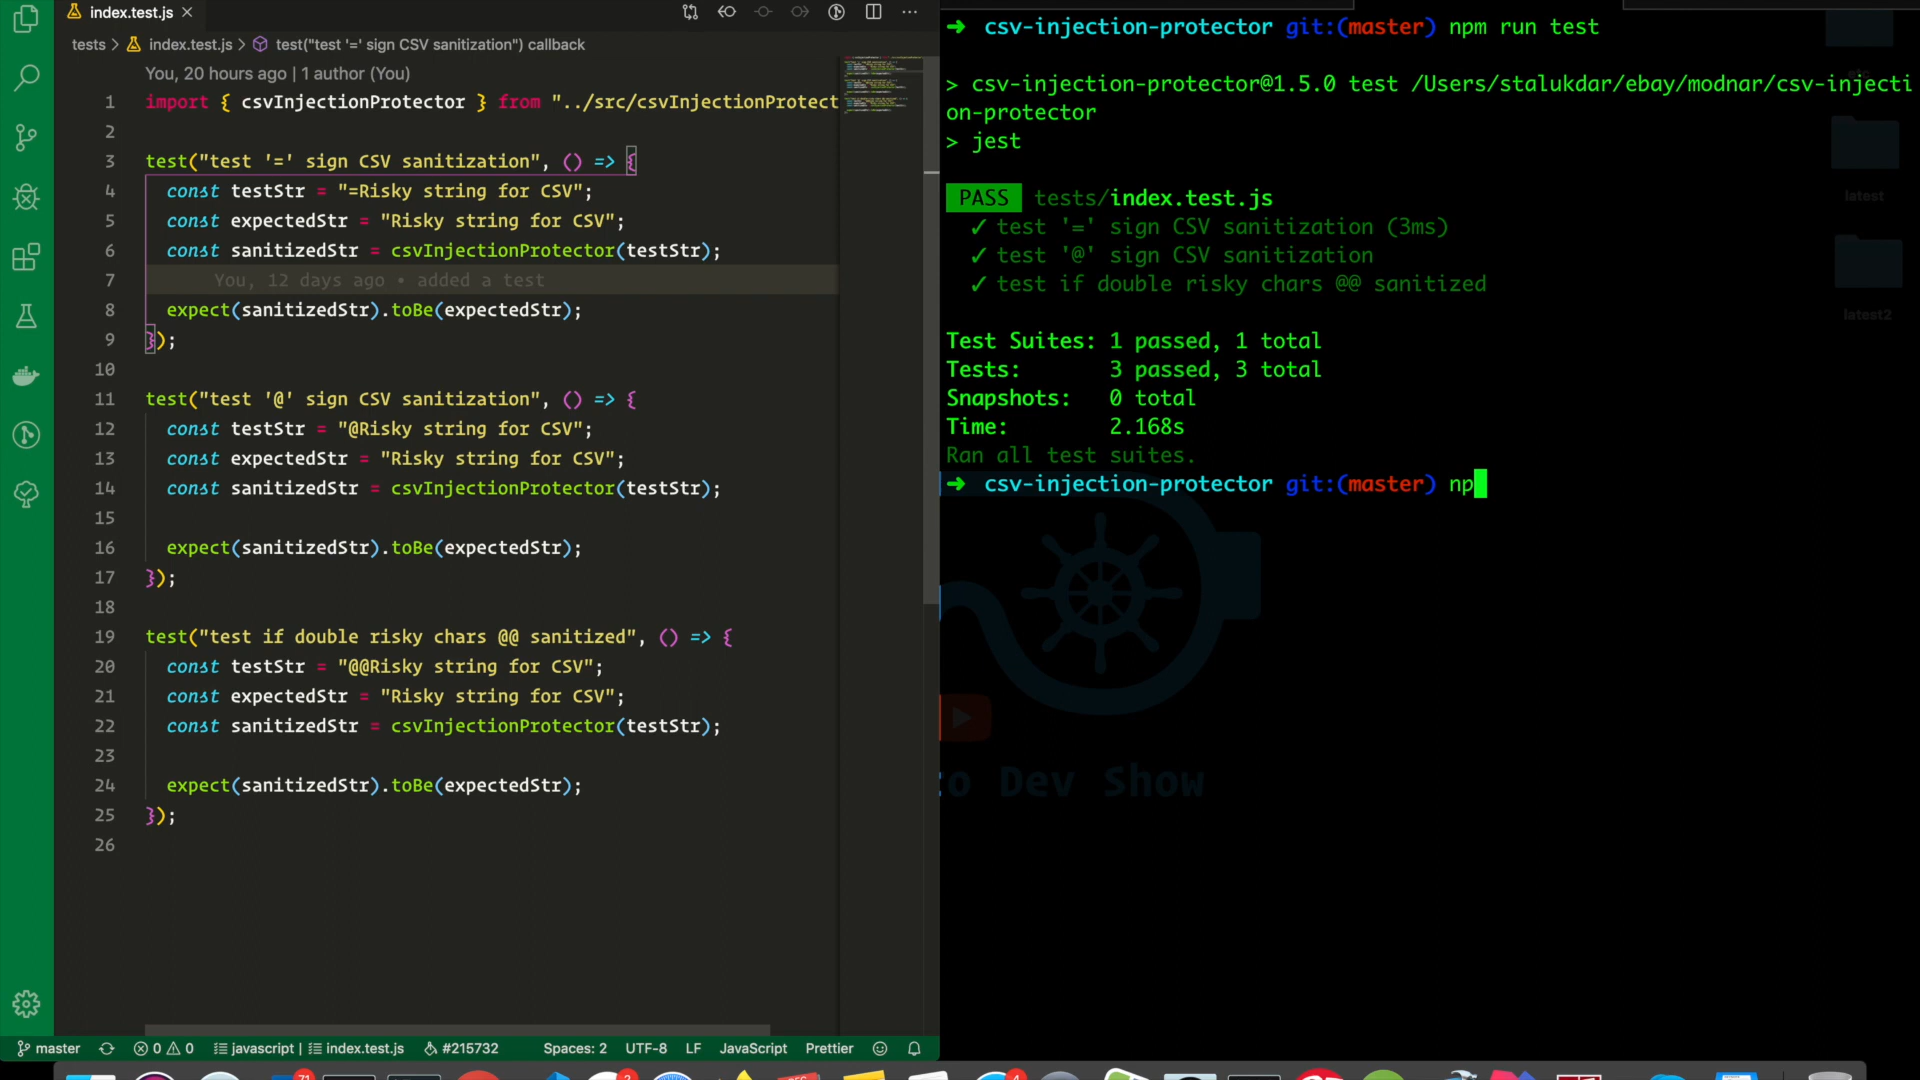 index.test.js
tests > index.test.js > test("test '=' sign CSV sanitization") callback
You, 20 hours ago | 1 author (You)
1 import { csvInjectionProtector } from "../src/csvInjectionProtect
2
3 test("test '=' sign CSV sanitization", () => {
4 const testStr = "=Risky string for CSV";
5 const expectedStr = "Risky string for CSV";
6 const sanitizedStr = csvInjectionProtector(testStr);
7 You, 12 days ago • added a test
8 expect(sanitizedStr).toBe(expectedStr);
9 });
10
11 test("test '@' sign CSV sanitization", () => {
12 const testStr = "@Risky string for CSV";
13 const expectedStr = "Risky string for CSV";
14 const sanitizedStr = csvInjectionProtector(testStr);
15
16 expect(sanitizedStr).toBe(expectedStr);
17 });
18
19 test("test if double risky chars @@ sanitized", () => {
20 const testStr = "@@Risky string for CSV";
21 const expectedStr = "Risky string for CSV";
22 const sanitizedStr = csvInjectionProtector(testStr);
23
24 expect(sanitizedStr).toBe(expectedStr);
25 });
26
master 0 0 javascript | index.test.js #215732 Spaces: 2 UTF-8 LF JavaScript Prettier
➜ csv-injection-protector git:(master) npm run test
> csv-injection-protector@1.5.0 test /Users/stalukdar/ebay/modnar/csv-injecti
on-protector
> jest
PASS tests/index.test.js
✓ test '=' sign CSV sanitization (3ms)
✓ test '@' sign CSV sanitization
✓ test if double risky chars @@ sanitized
Test Suites: 1 passed, 1 total
Tests: 3 passed, 3 total
Snapshots: 0 total
Time: 2.168s
Ran all test suites.
➜ csv-injection-protector git:(master) np
latest
latest2
Dev Show
71
2
4